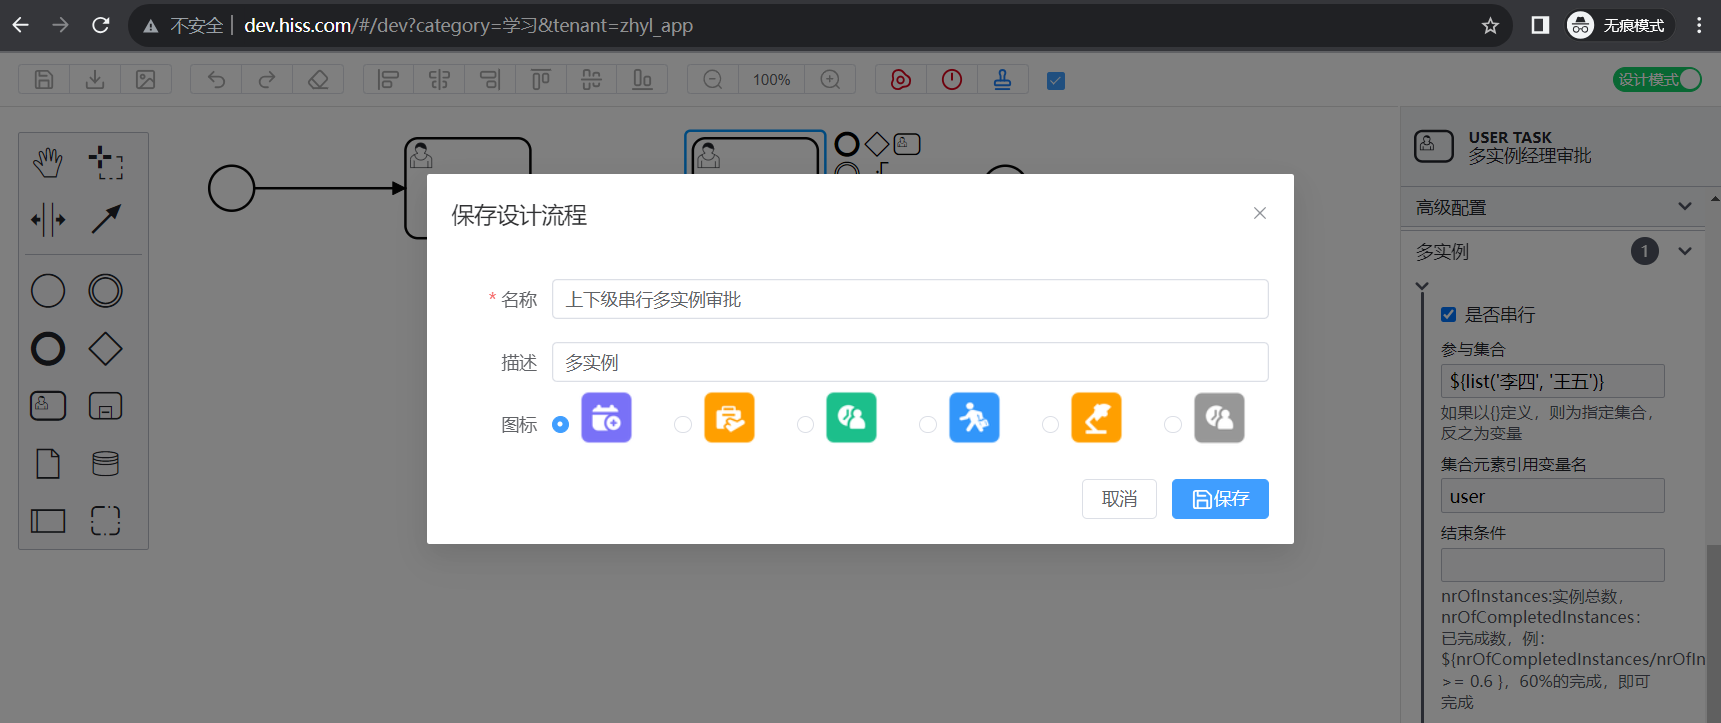 不安全 dev.hiss.com/#/dev?category=学习&tenant=zhyl_app
无痕模式
100%
设计模式
USER TASK
多实例经理审批
高级配置
多实例
1
是否串行
参与集合
${list('李四', '王五')}
如果以{}定义，则为指定集合，
反之为变量
集合元素引用变量名
user
结束条件
nrOfInstances:实例总数，
nrOfCompletedInstances：
已完成数，例：
${nrOfCompletedInstances/nrOfIn
>= 0.6 }，60%的完成，即可
完成
保存设计流程
* 名称
上下级串行多实例审批
描述
多实例
图标
取消
保存